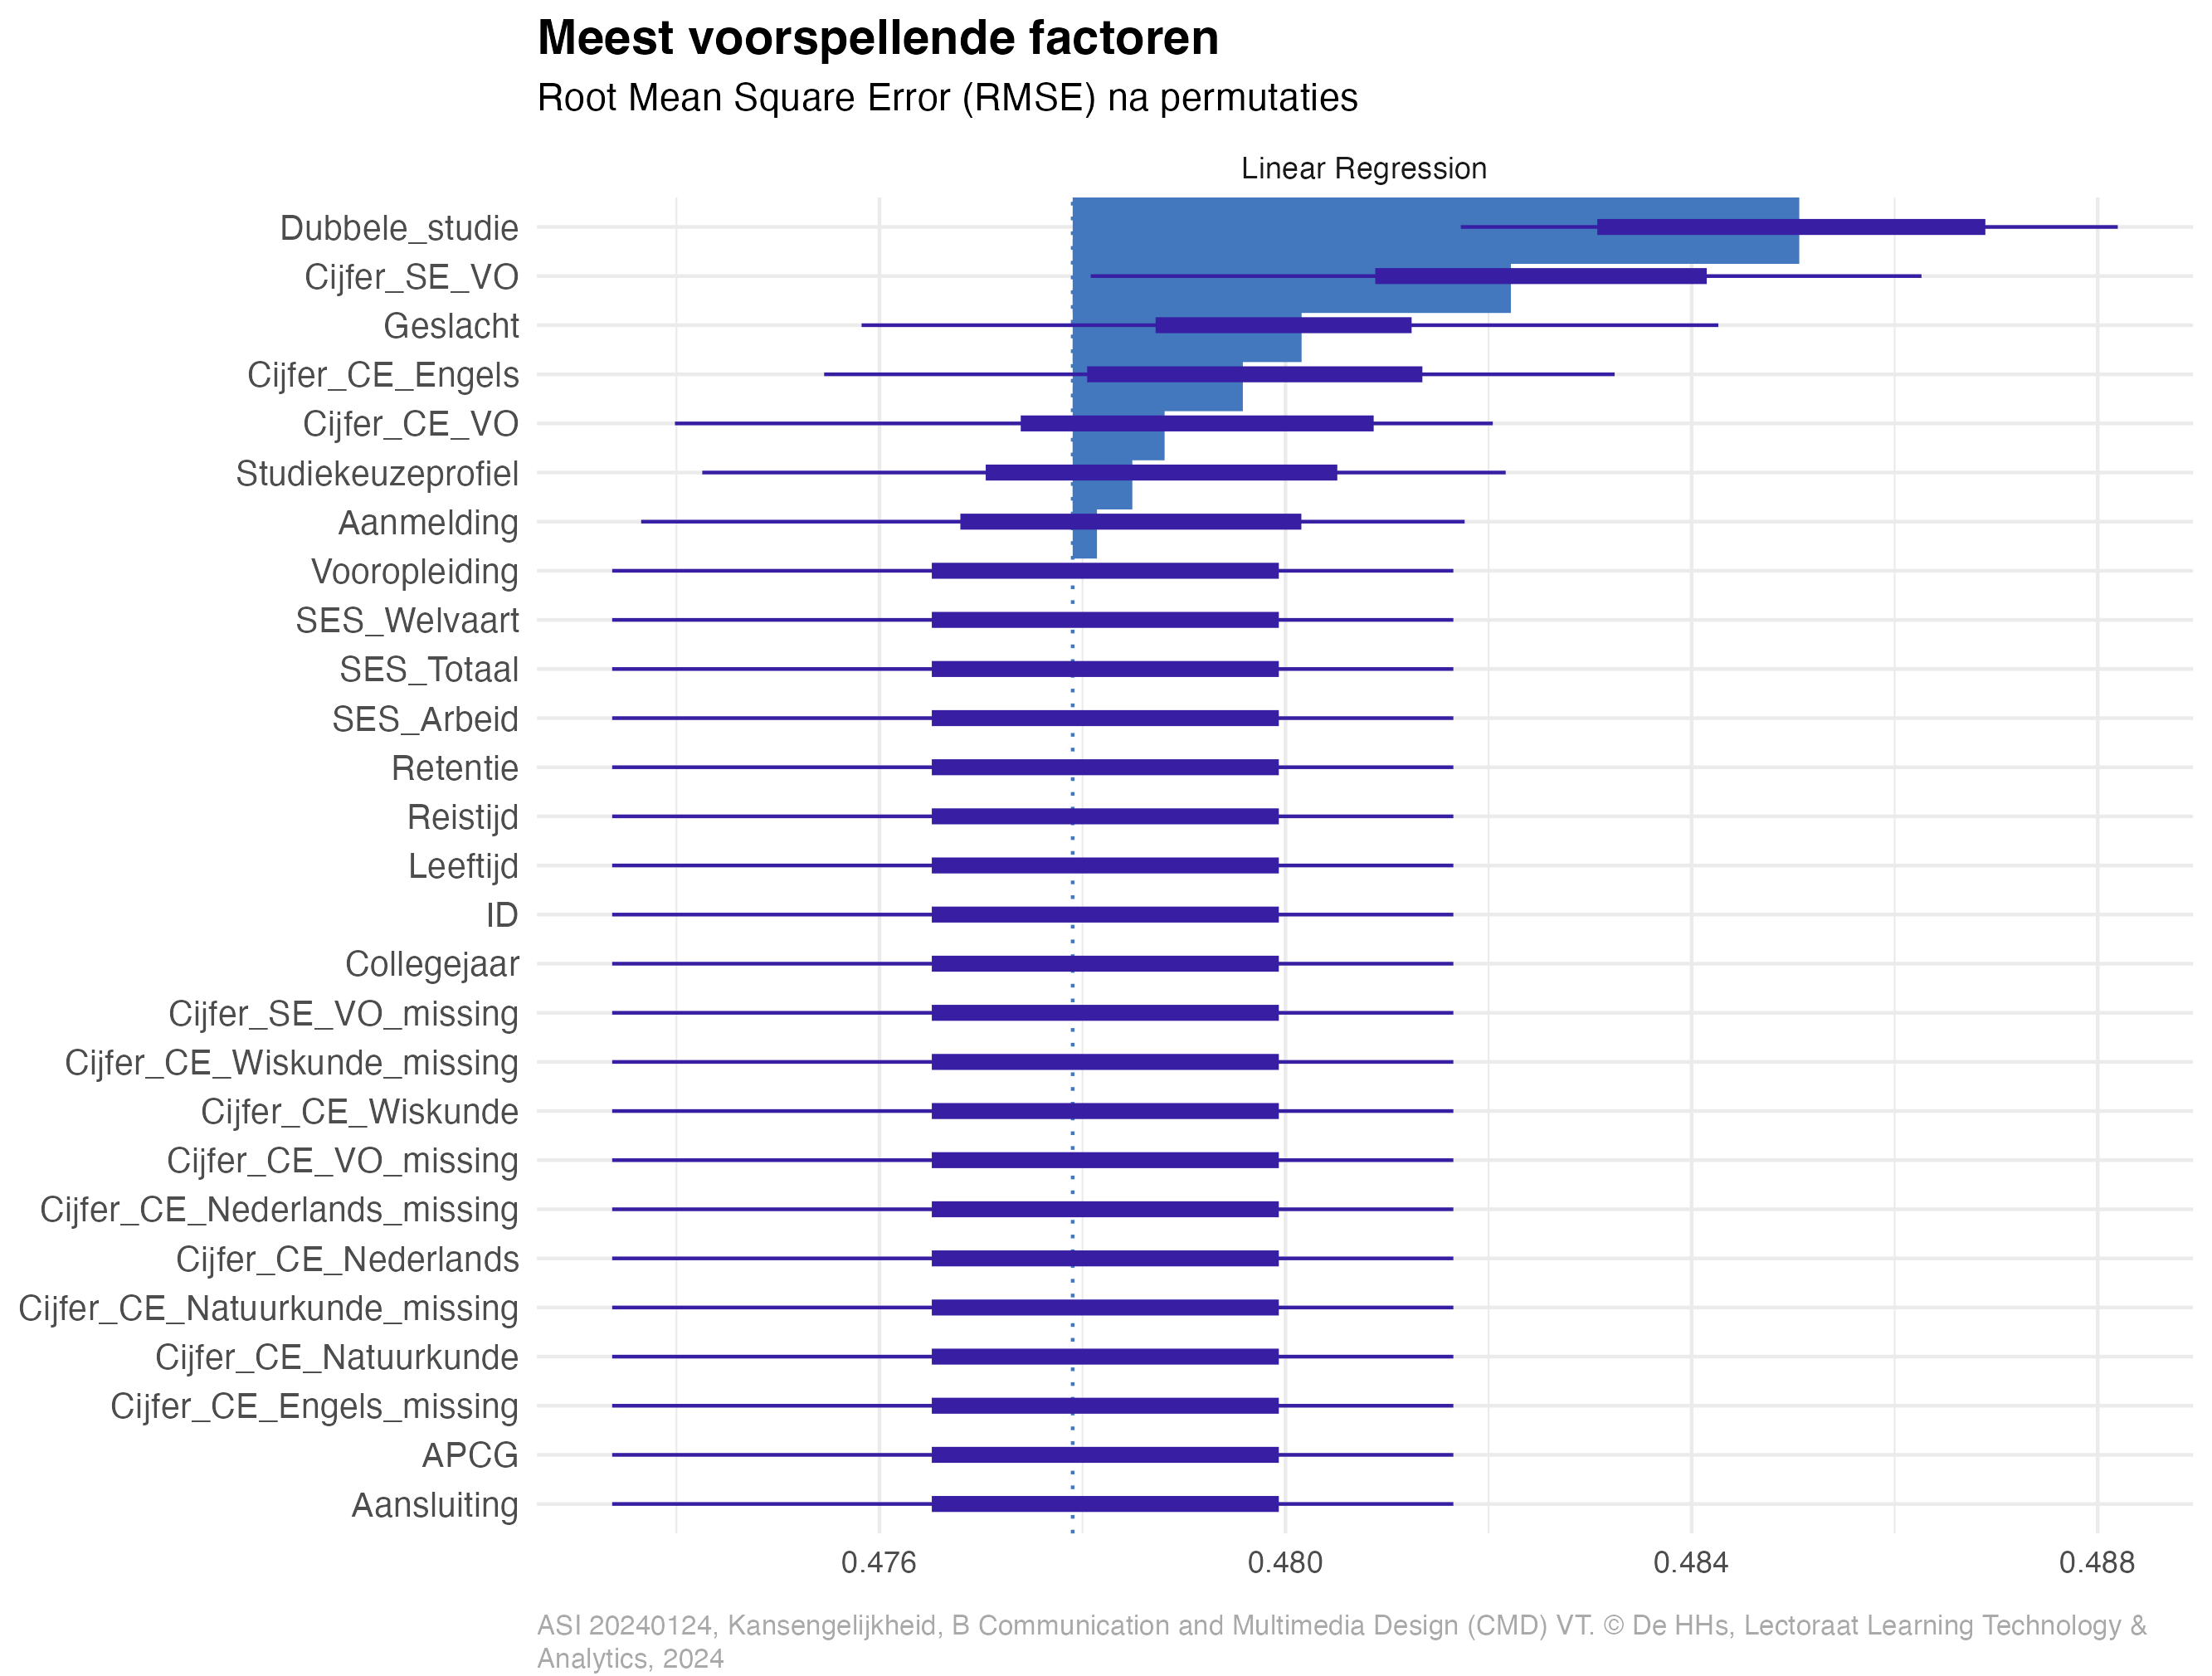 Meest voorspellende factoren
Root Mean Square Error (RMSE) na permutaties
Linear Regression
Dubbele_studie
Cijfer_SE_VO
Geslacht
Cijfer_CE_Engels
Cijfer_CE_VO
Studiekeuzeprofiel
Aanmelding
Vooropleiding
SES_Welvaart
SES_Totaal
SES_Arbeid
Retentie
Reistijd
Leeftijd
ID
Collegejaar
Cijfer_SE_VO_missing
Cijfer_CE_Wiskunde_missing
Cijfer_CE_Wiskunde
Cijfer_CE_VO_missing
Cijfer_CE_Nederlands_missing
Cijfer_CE_Nederlands
Cijfer_CE_Natuurkunde_missing
Cijfer_CE_Natuurkunde
Cijfer_CE_Engels_missing
APCG
Aansluiting
0.476 0.480 0.484 0.488
ASI 20240124, Kansengelijkheid, B Communication and Multimedia Design (CMD) VT. © De HHs, Lectoraat Learning Technology &
Analytics, 2024